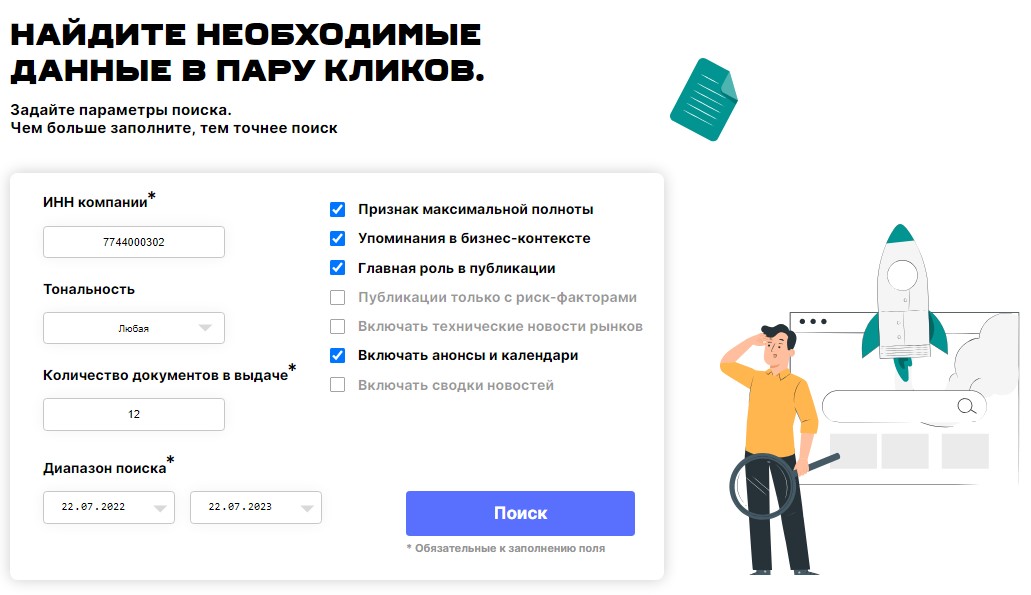 НАЙДИТЕ НЕОБХОДИМЫЕ
ДАННЫЕ В ПАРУ КЛИКОВ.
Задайте параметры поиска.
Чем больше заполните, тем точнее поиск
ИНН компании*
7744000302
Тональность
Любая
Количество документов в выдаче*
12
Диапазон поиска*
22.07.2022
22.07.2023
Признак максимальной полноты
Упоминания в бизнес-контексте
Главная роль в публикации
Публикации только с риск-факторами
Включать технические новости рынков
Включать анонсы и календари
Включать сводки новостей
Поиск
* Обязательные к заполнению поля